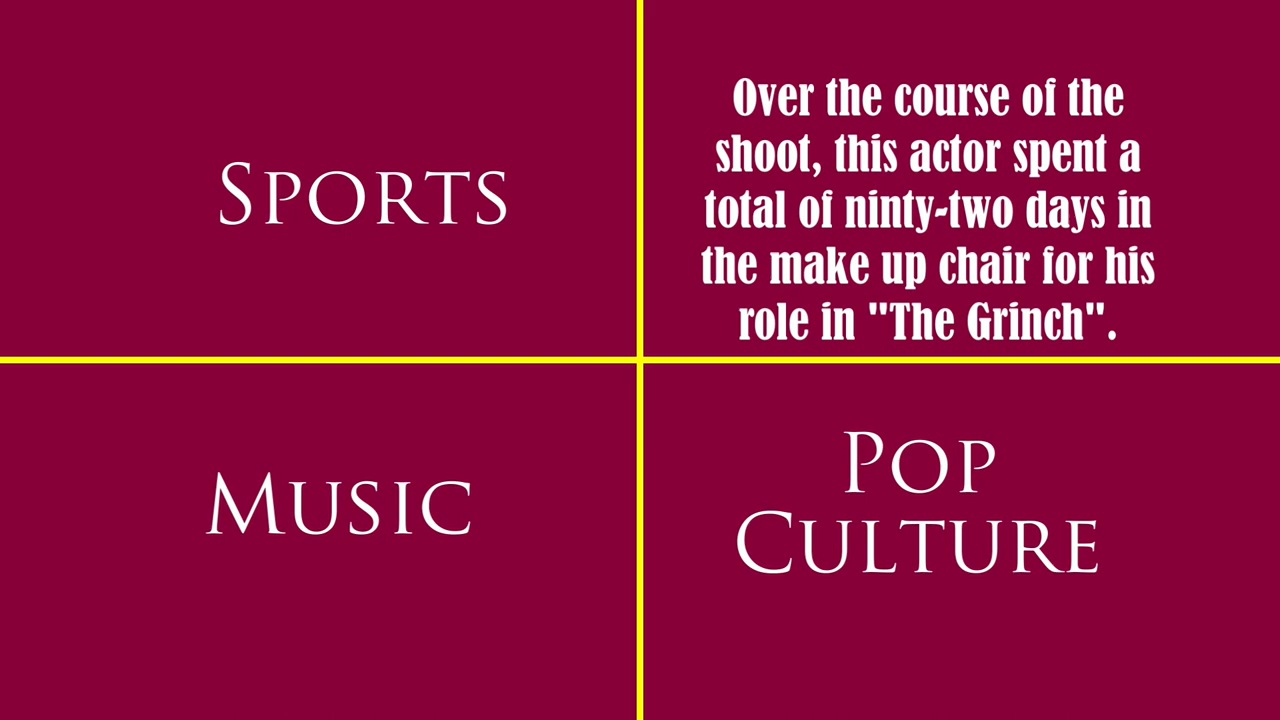 Sports
Over the course of the
shoot, this actor spent a
total of ninty-two days in
the make up chair for his
role in "The Grinch".
Music
Pop
Culture